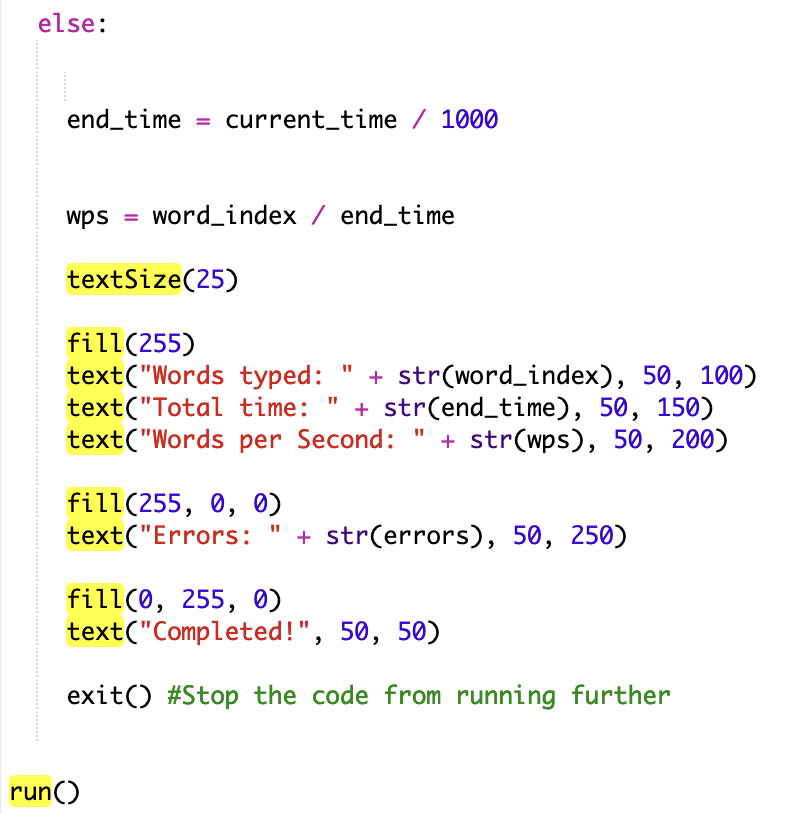 else:
end_time = current_time / 1000
wps = word_index / end_time
textSize(25)
fill(255)
text("Words typed: " + str(word_index), 50, 100)
text("Total time: " + str(end_time), 50, 150)
text("Words per Second: " + str(wps), 50, 200)
fill(255, 0, 0)
text("Errors: " + str(errors), 50, 250)
fill(0, 255, 0)
text("Completed!", 50, 50)
exit() #Stop the code from running further
run()